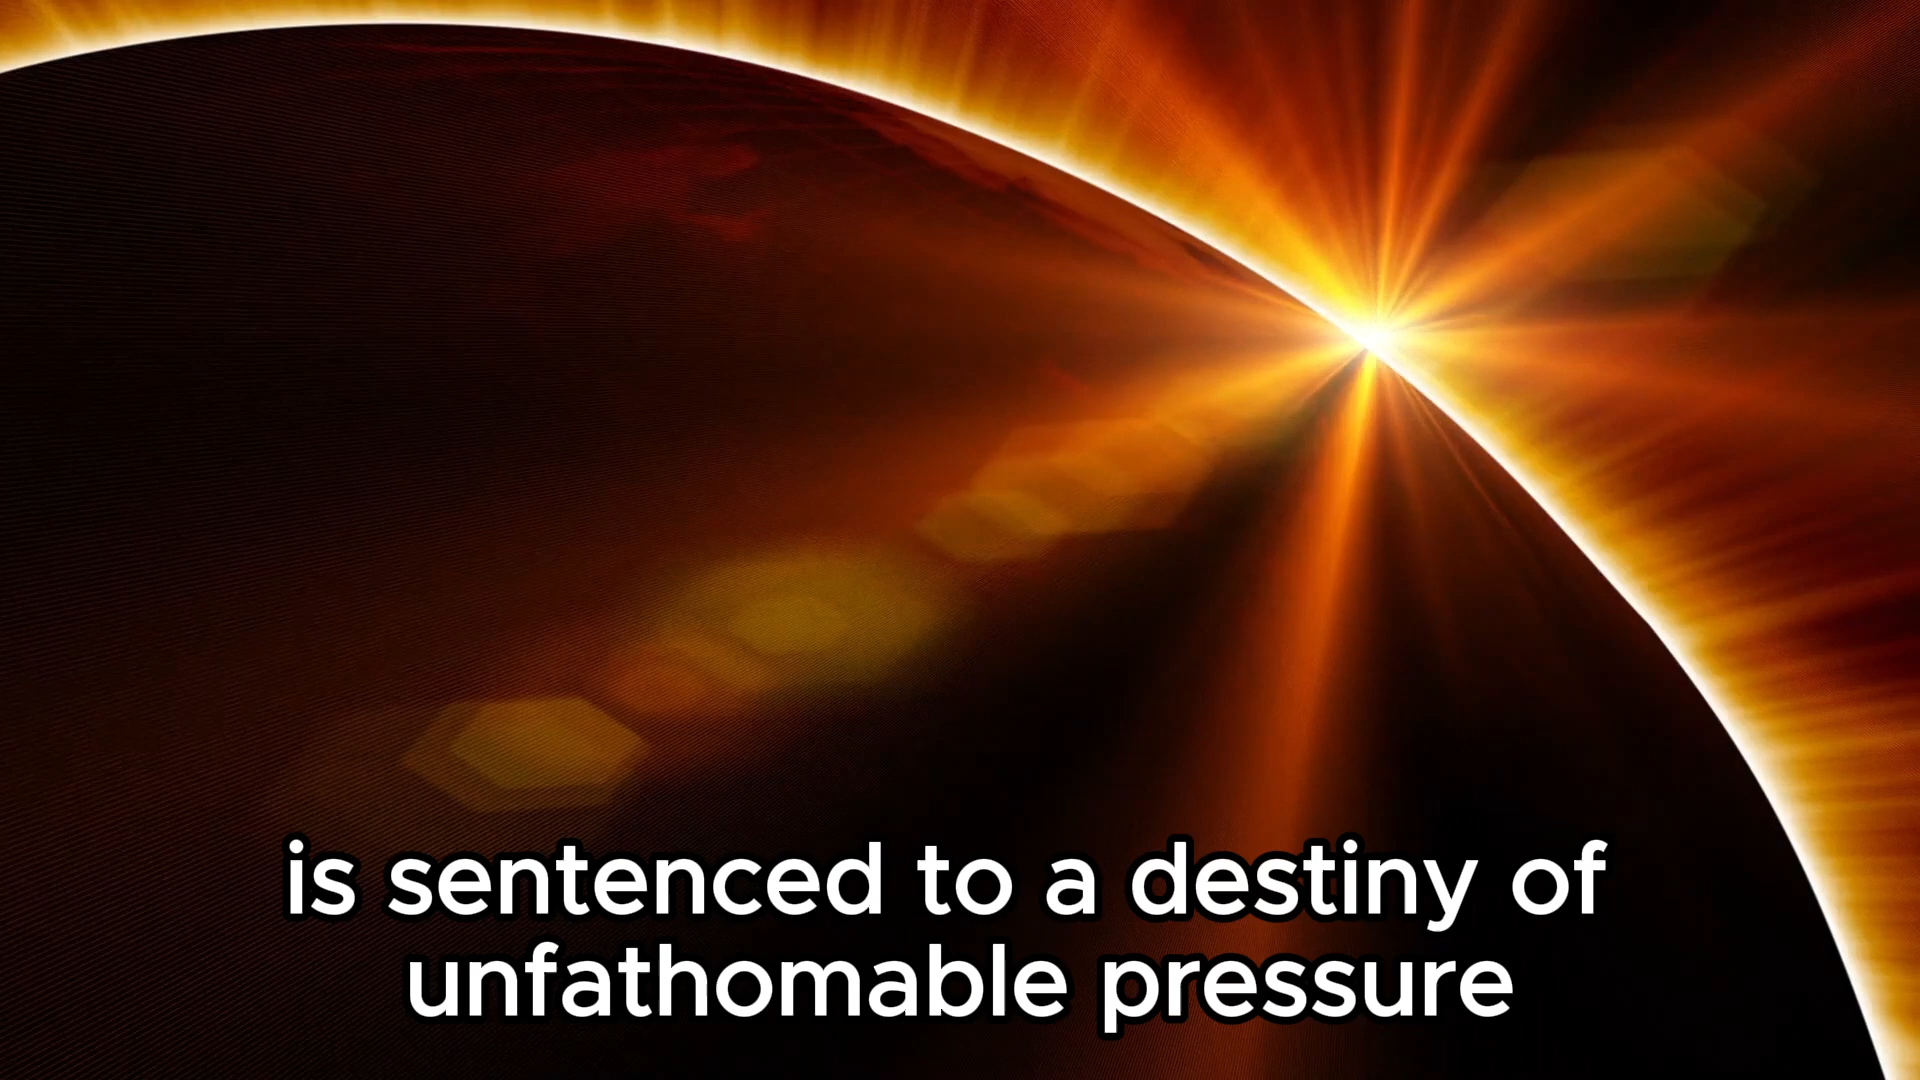 is sentenced to a destiny of
unfathomable pressure